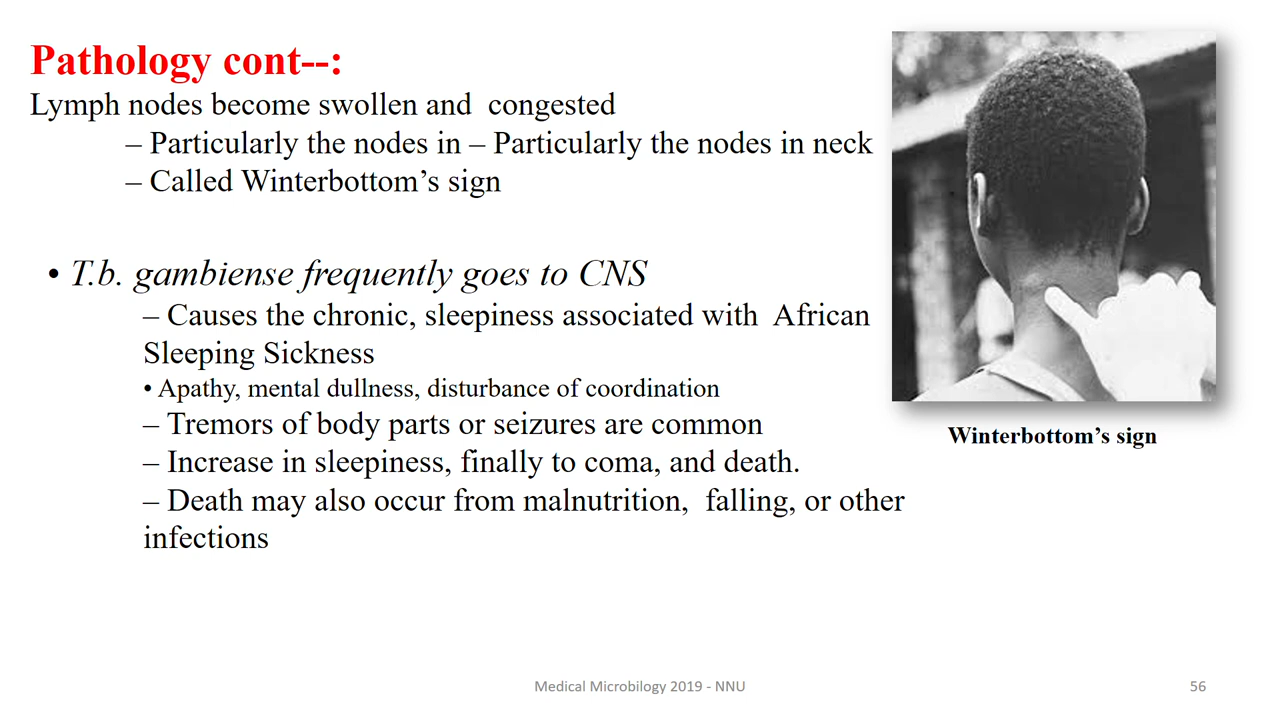 Pathology cont--:
Lymph nodes become swollen and congested
– Particularly the nodes in – Particularly the nodes in neck
– Called Winterbottom’s sign
• T.b. gambiense frequently goes to CNS
– Causes the chronic, sleepiness associated with African
Sleeping Sickness
• Apathy, mental dullness, disturbance of coordination
– Tremors of body parts or seizures are common
– Increase in sleepiness, finally to coma, and death.
– Death may also occur from malnutrition, falling, or other
infections
Winterbottom’s sign
Medical Microbilogy 2019 - NNU
56